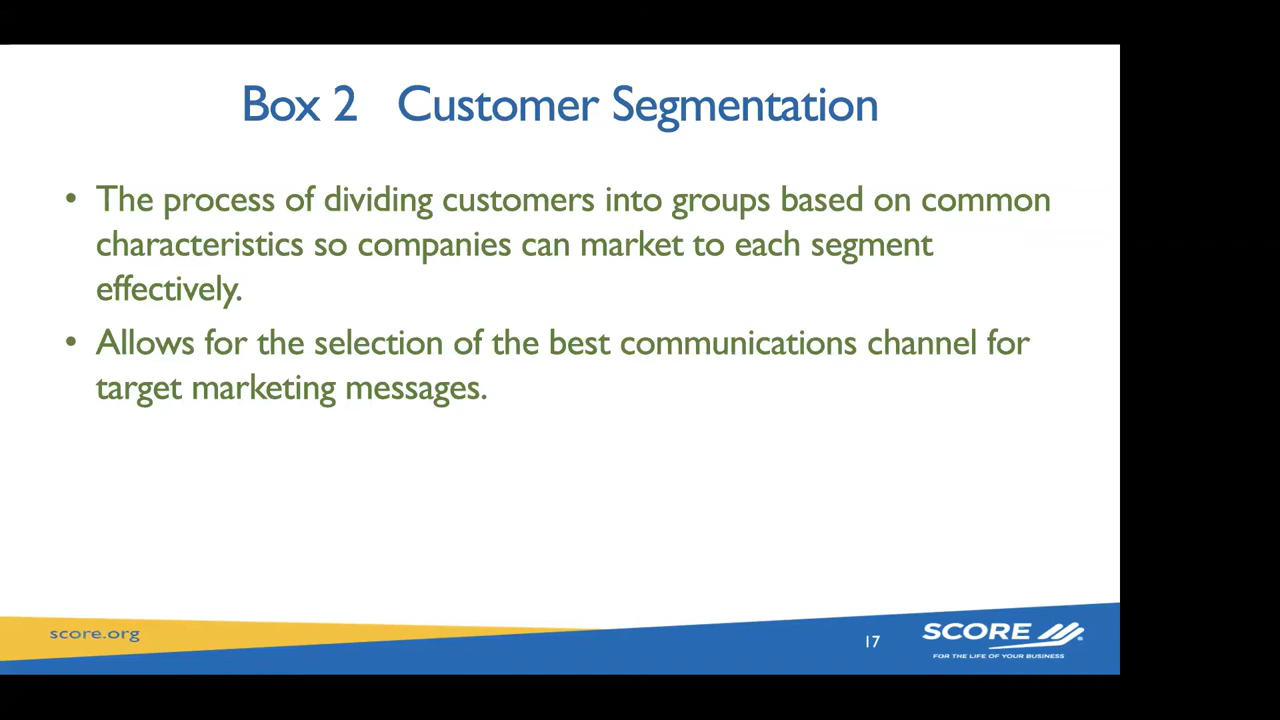 Box 2 Customer Segmentation
• The process of dividing customers into groups based on common
characteristics so companies can market to each segment
effectively.
• Allows for the selection of the best communications channel for
target marketing messages.
score.org
17
SCORE
FOR THE LIFE OF YOUR BUSINESS